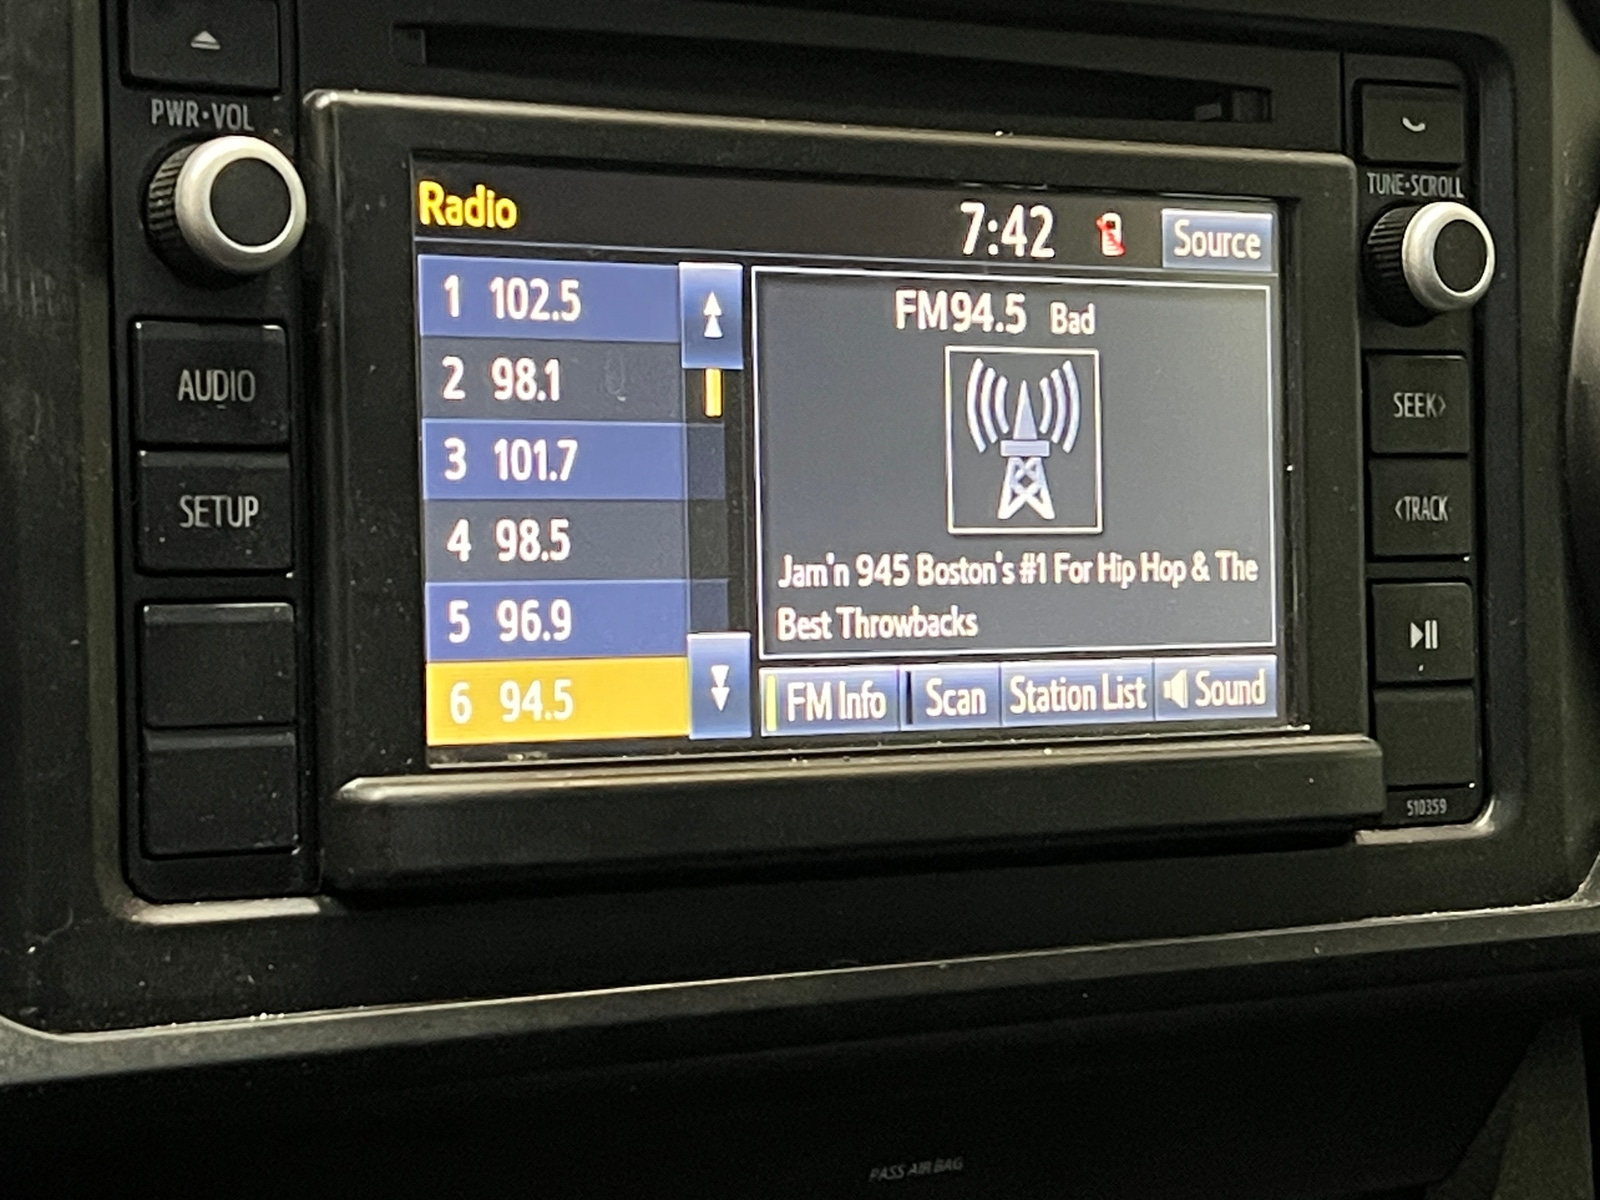 PWR•VOL
AUDIO
SETUP
Radio
7:42
Source
1 102.5
2 98.1
3 101.7
4 98.5
5 96.9
6 94.5
FM94.5 Bad
Jam'n 945 Boston's #1 For Hip Hop & The
Best Throwbacks
FM Info
Scan
Station List
Sound
TUNE•SCROLL
SEEK>
<TRACK
510359
PASS AIR BAG